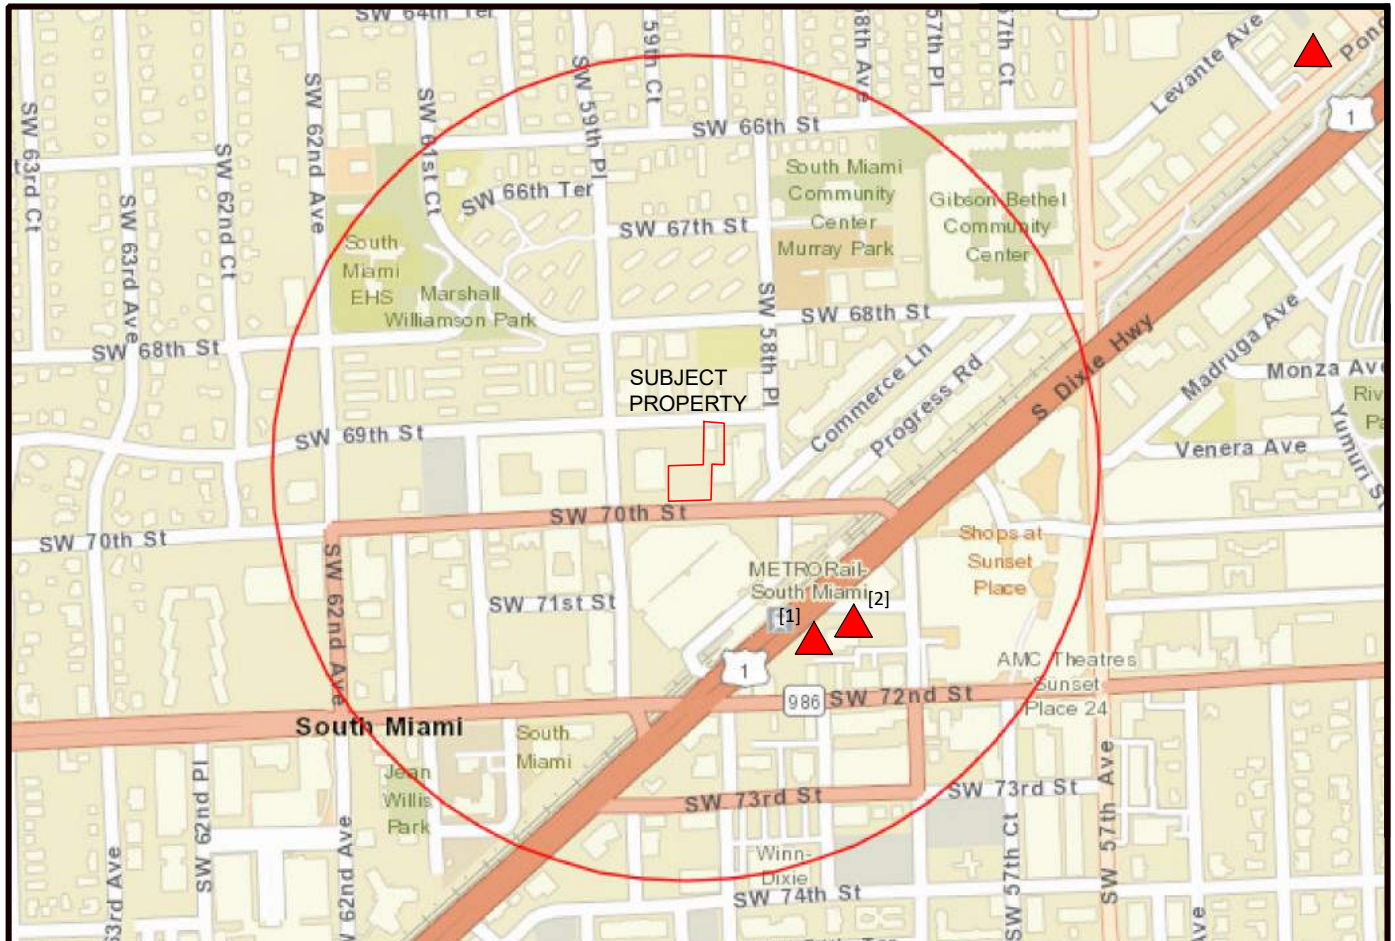 SW 64th Ter
59th Ct
58th Ave
57th Pl
57th Ct
Levante Ave
SW 63rd Ct
SW 62nd Ave
SW 61st Ct
SW 59th Pl
SW 66th St
1
SW 62nd Ct
SW 63rd Ave
SW 66th Ter
South Miami
Community
Center
Murray Park
Gibson-Bethel
Community
Center
SW 67th St
South
Miami
EHS
Marshall
Williamson Park
SW 58th Pl
SW 68th St
SW 68th St
S Dixie Hwy
Madruga Ave
Commerce Ln
Progress Rd
Monza Ave
SUBJECT
PROPERTY
SW 69th St
Venera Ave
SW 70th St
SW 70th St
Shops at
Sunset
Place
METRORail-
South Miami
[1]
[2]
SW 71st St
SW 62nd Ave
1
986
SW 72nd St
AMC Theatres
Sunset
Place 24
South Miami
South
Miami
Jean
Willis
Park
SW 73rd St
SW 73rd St
SW 57th Ave
SW 62nd Pl
Winn-
Dixie
SW 74th St
SW 57th Ct
63rd Ave
62nd Ave